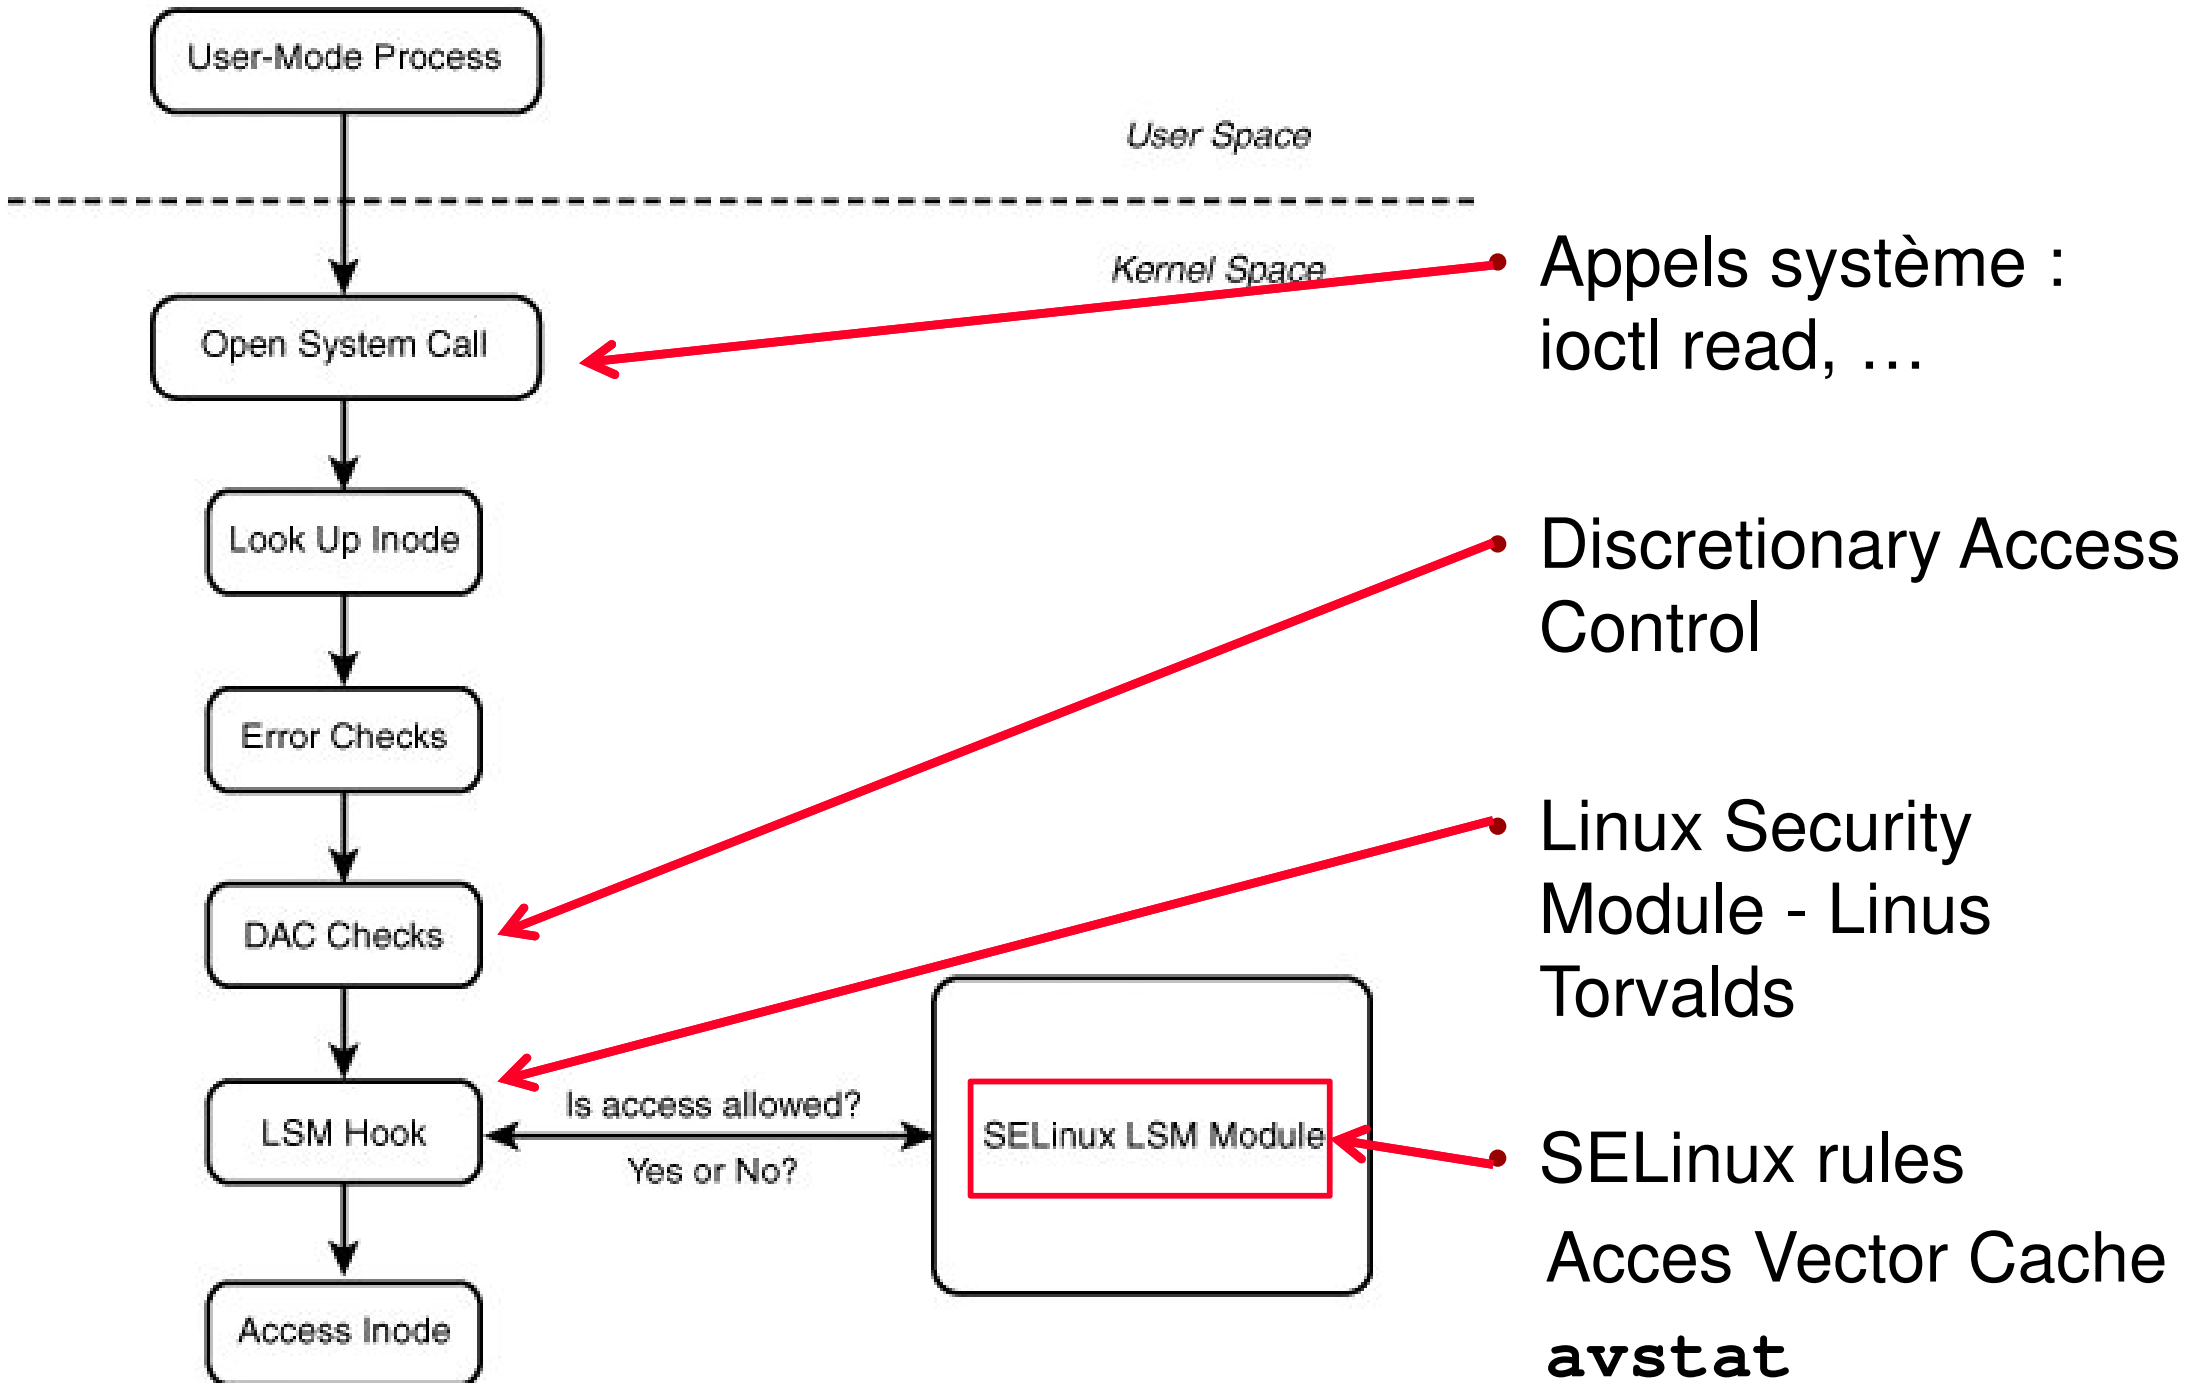 User-Mode Process
User Space
Kernel Space
Open System Call
Look Up Inode
Error Checks
DAC Checks
LSM Hook
Is access allowed?
Yes or No?
SELinux LSM Module
Access Inode
Appels système :
ioctl read, …
Discretionary Access
Control
Linux Security
Module - Linus
Torvalds
SELinux rules
Acces Vector Cache
avstat